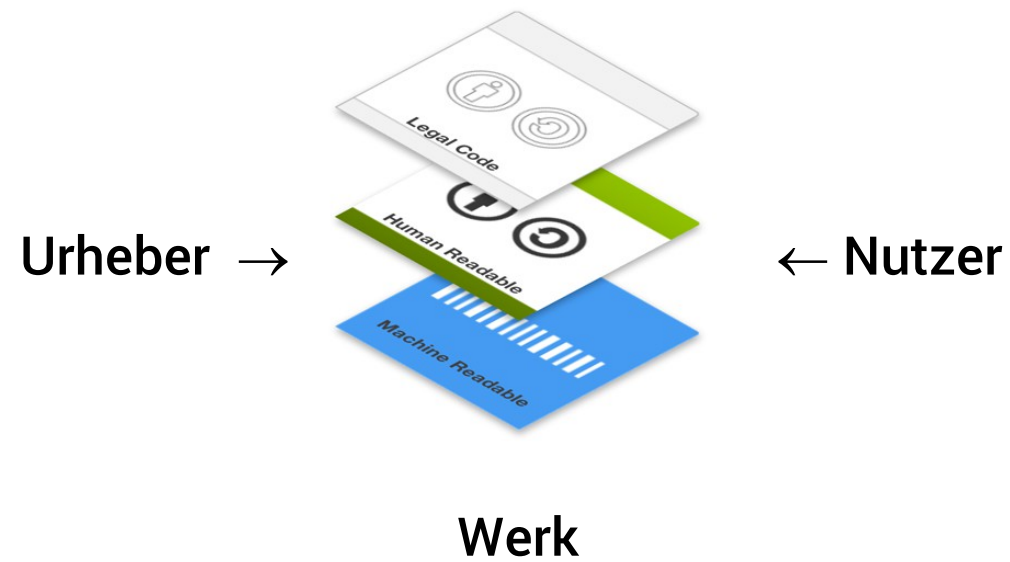 Legal Code
Human Readable
Urheber → ← Nutzer
Machine Readable
Werk